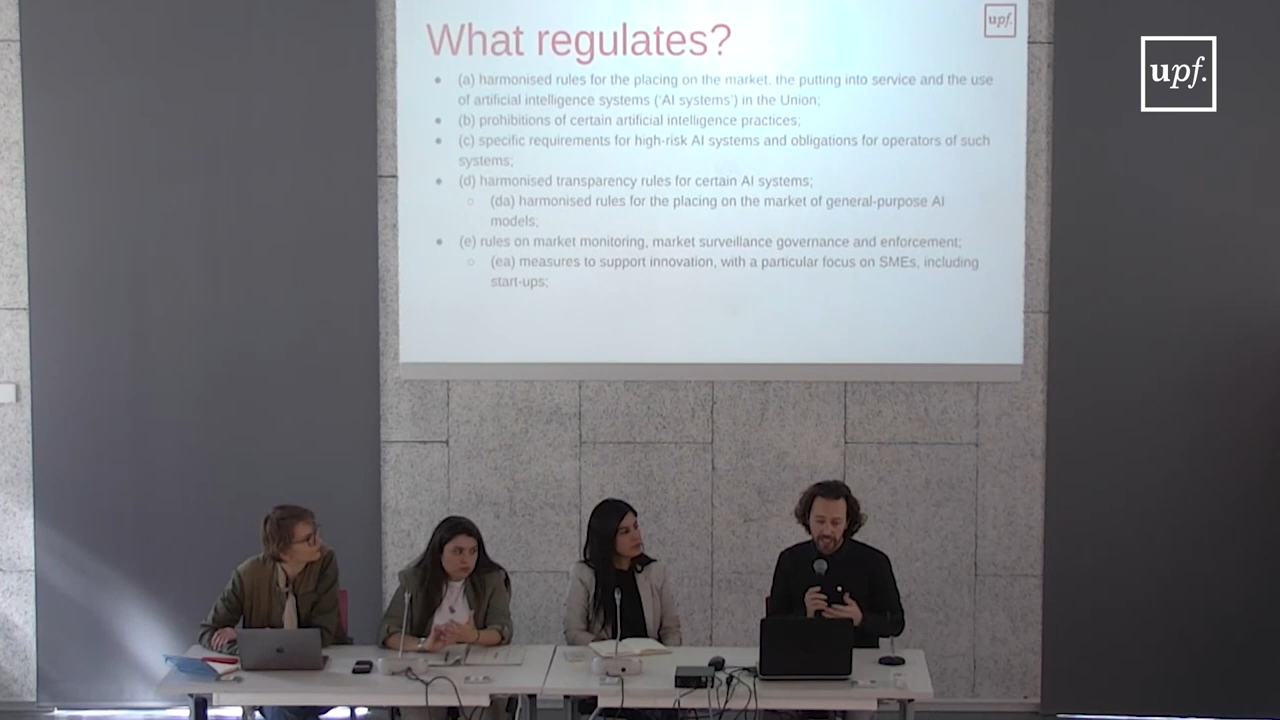 What regulates?
upf.
upf.
(a) harmonised rules for the placing on the market, the putting into service and the use
of artificial intelligence systems ('AI systems') in the Union;
(b) prohibitions of certain artificial intelligence practices;
(c) specific requirements for high-risk AI systems and obligations for operators of such
systems;
(d) harmonised transparency rules for certain AI systems;
(da) harmonised rules for the placing on the market of general-purpose AI
models;
(e) rules on market monitoring, market surveillance governance and enforcement;
(ea) measures to support innovation, with a particular focus on SMEs, including
start-ups;